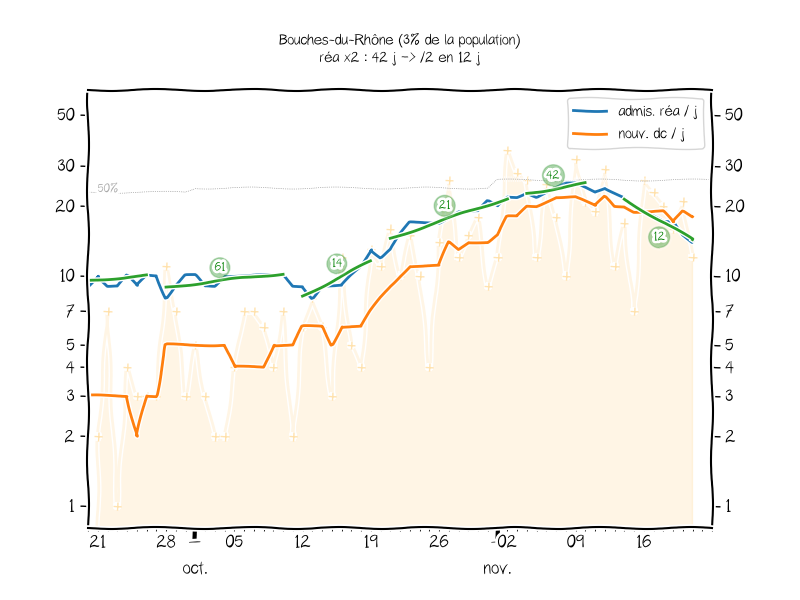 Bouches-du-Rhône (3% de la population)
réa x2 : 42 j -> /2 en 12 j
admis. réa / j
nouv. dc / j
50 50
30 30
50%
20 20
10 10
7 7
5 5
4 4
3 3
2 2
1 1
42
21
12
14
61
21 28 05 12 19 26 02 09 16
oct. nov.